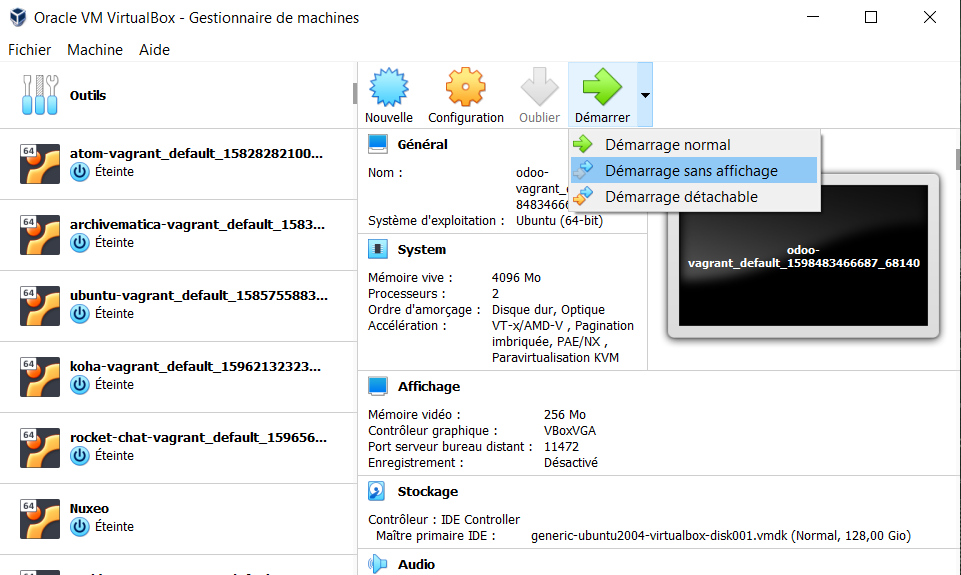 Oracle VM VirtualBox - Gestionnaire de machines
Fichier Machine Aide
Outils
64
atom-vagrant_default_15828282100...
Éteinte
64
archivematica-vagrant_default_1583...
Éteinte
64
ubuntu-vagrant_default_1585755883...
Éteinte
64
koha-vagrant_default_15962132323...
Éteinte
64
rocket-chat-vagrant_default_159656...
Éteinte
64
Nuxeo
Éteinte
64
Nouvelle Configuration Oublier Démarrer
Démarrage normal
Démarrage sans affichage
Démarrage détachable
Général
Nom :
odoo-
vagrant_
84834666
Système d'exploitation : Ubuntu (64-bit)
odoo-
vagrant_default_1598483466687_68140
System
Mémoire vive : 4096 Mo
Processeurs : 2
Ordre d'amorçage : Disque dur, Optique
Accélération : VT-x/AMD-V , Pagination
imbriquée, PAE/NX ,
Paravirtualisation KVM
Affichage
Mémoire vidéo : 256 Mo
Contrôleur graphique : VBoxVGA
Port serveur bureau distant : 11472
Enregistrement : Désactivé
Stockage
Contrôleur : IDE Controller
Maître primaire IDE : generic-ubuntu2004-virtualbox-disk001.vmdk (Normal, 128,00 Gio)
Audio